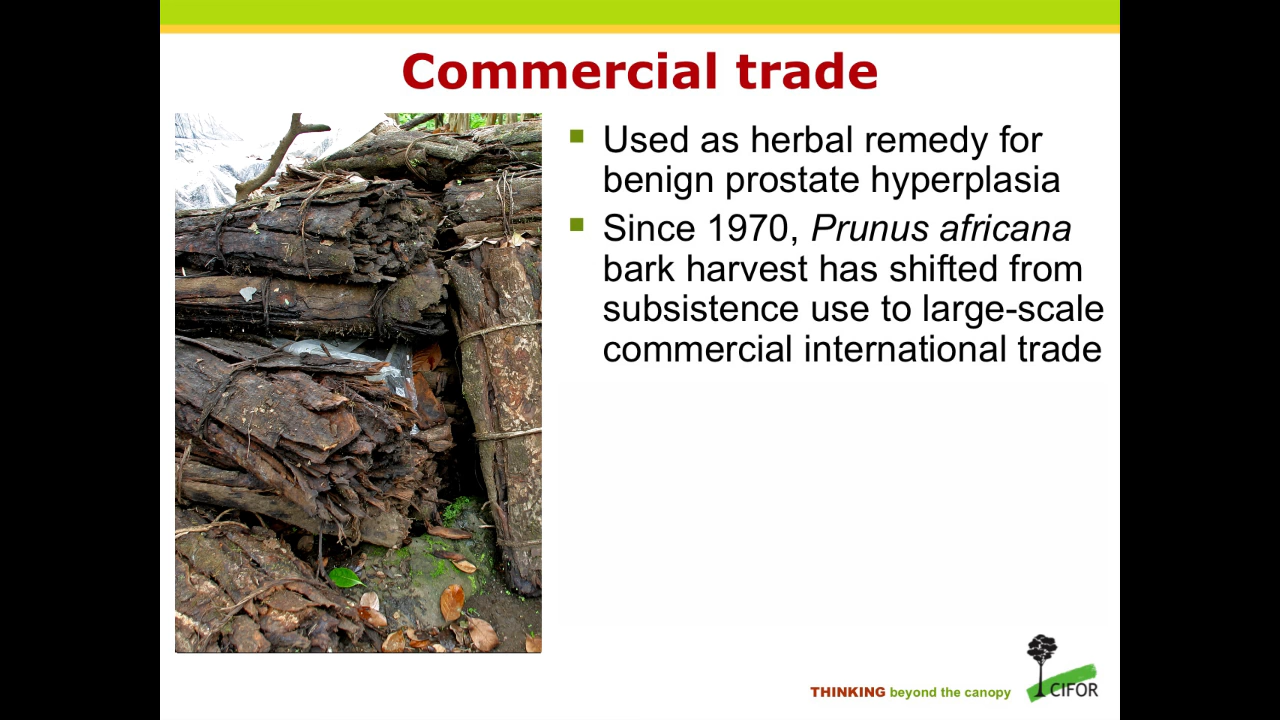 Commercial trade
Used as herbal remedy for
benign prostate hyperplasia
Since 1970, Prunus africana
bark harvest has shifted from
subsistence use to large-scale
commercial international trade
THINKING beyond the canopy
CIFOR